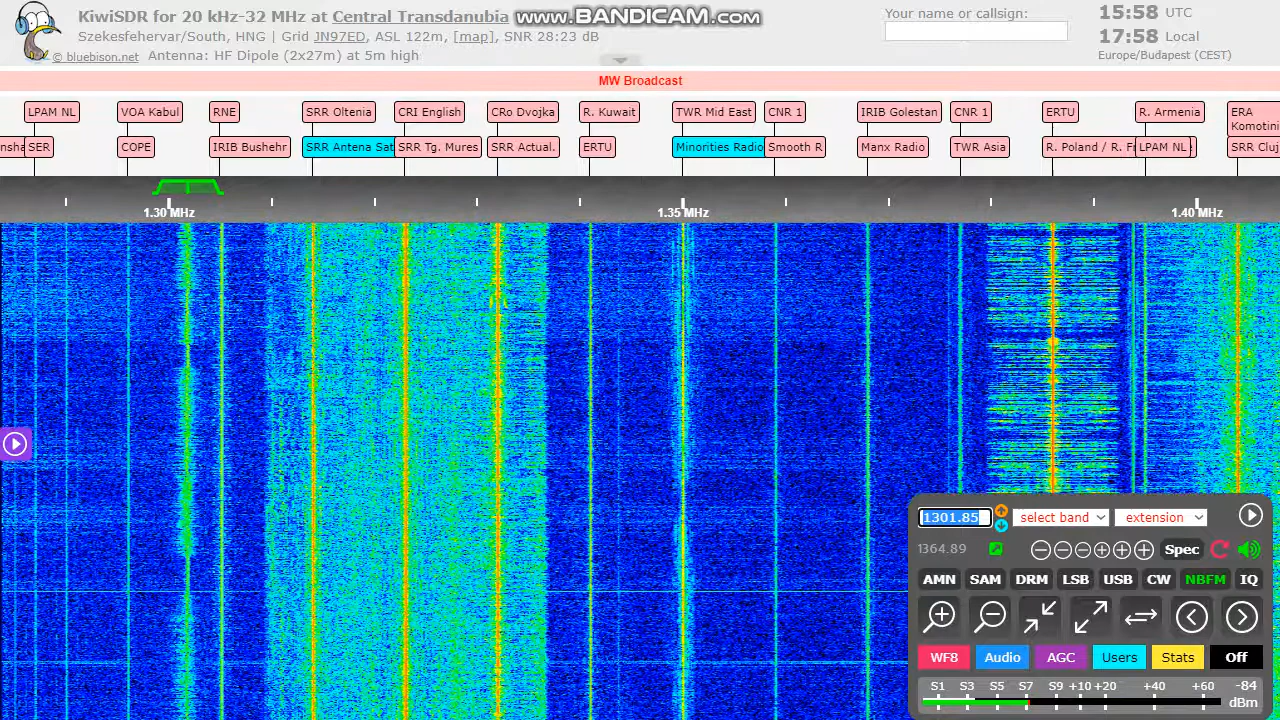 KiwiSDR for 20 kHz-32 MHz at Central Transdanubia
www.BANDICAM.com
Szekesfehervar/South, HNG | Grid JN97ED, ASL 122m, [map], SNR 28:23 dB
© bluebison.net Antenna: HF Dipole (2x27m) at 5m high
Your name or callsign:
15:58 UTC
17:58 Local
Europe/Budapest (CEST)
MW Broadcast
LPAM NL VOA Kabul RNE SRR Oltenia CRI English CRo Dvojka R. Kuwait TWR Mid East CNR 1 IRIB Golestan CNR 1 ERTU R. Armenia ERA
Komotini
nsha SER COPE IRIB Bushehr SRR Antena Sat SRR Tg. Mures SRR Actual. ERTU Minorities Radio Smooth R Manx Radio TWR Asia R. Poland / R. Fr LPAM NL SRR Cluj
1.30 MHz 1.35 MHz 1.40 MHz
1301.85 select band extension
1364.89 Spec
AMN SAM DRM LSB USB CW NBFM IQ
WF8 Audio AGC Users Stats Off
S1 S3 S5 S7 S9 +10 +20 +40 +60 -84
dBm